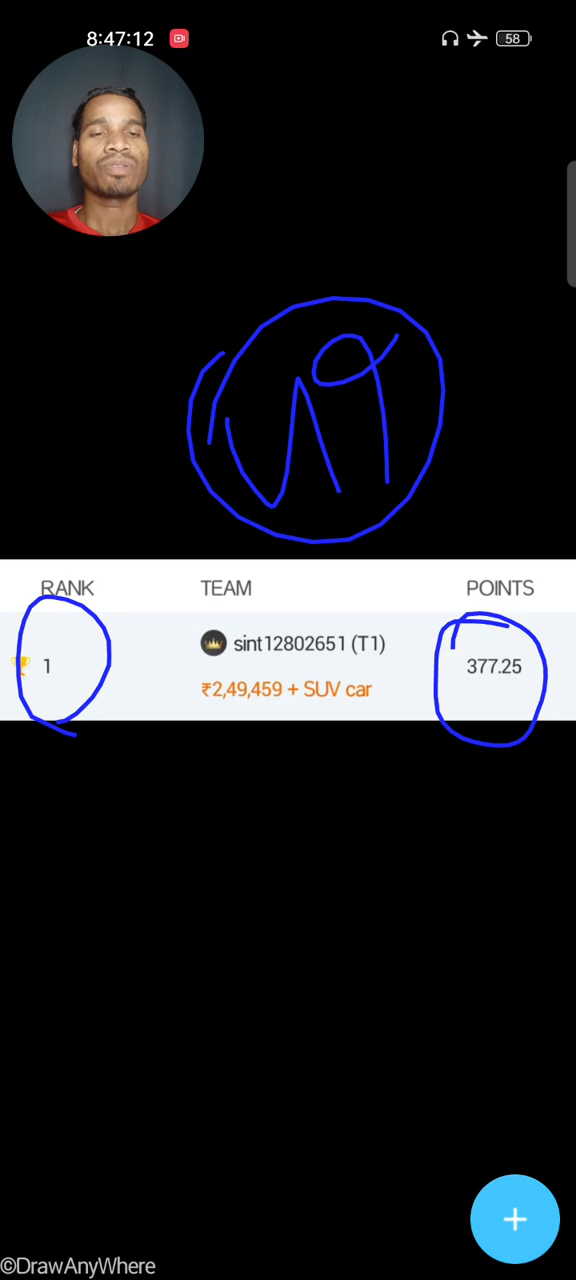 8:47:12
58
RANK TEAM POINTS
1 sint12802651 (T1) 377.25
₹2,49,459 + SUV car
+
©DrawAnyWhere